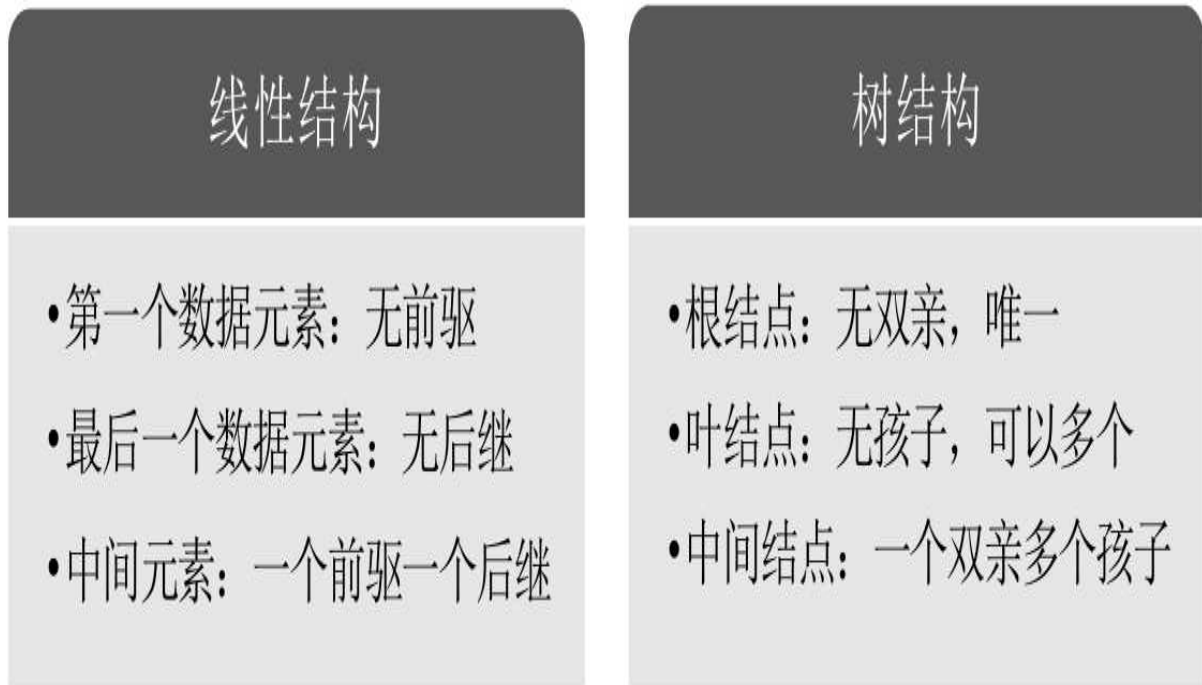 线性结构
•第一个数据元素：无前驱
•最后一个数据元素：无后继
•中间元素：一个前驱一个后继
树结构
•根结点：无双亲，唯一
•叶结点：无孩子，可以多个
•中间结点：一个双亲多个孩子